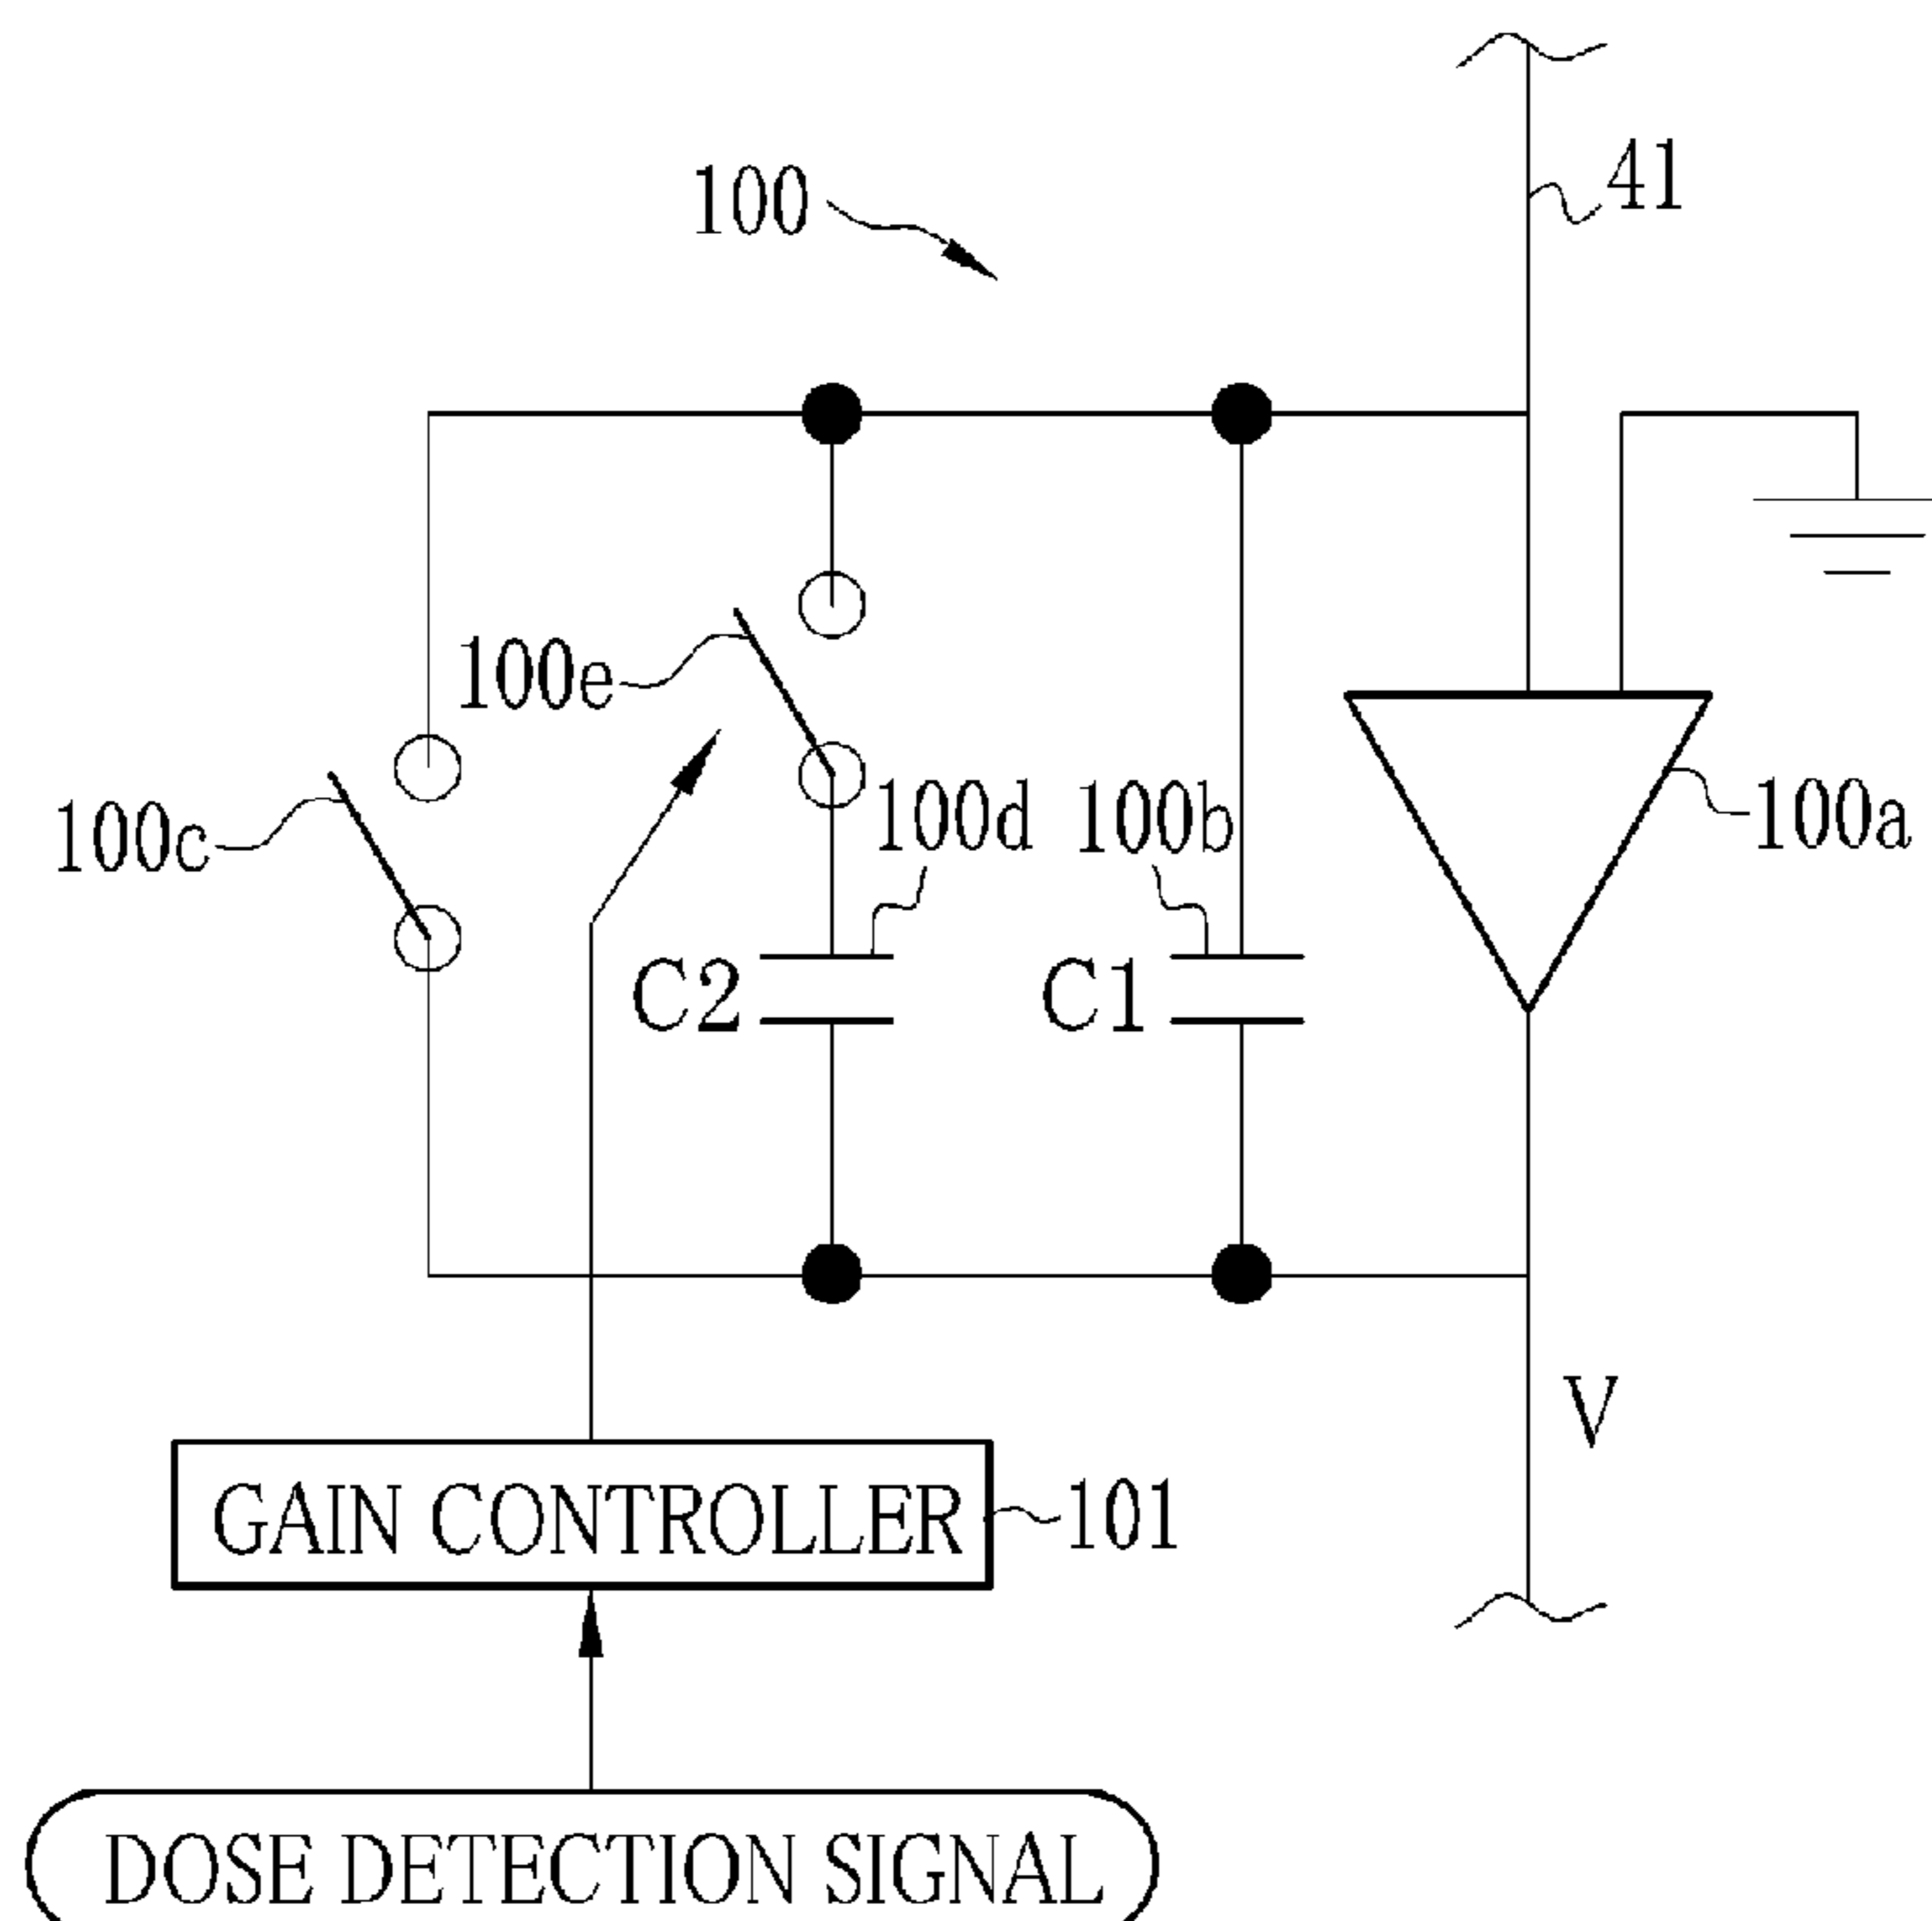 41
100
100e
100d
100b
100c
100a
C2
C1
V
GAIN CONTROLLER
101
DOSE DETECTION SIGNAL